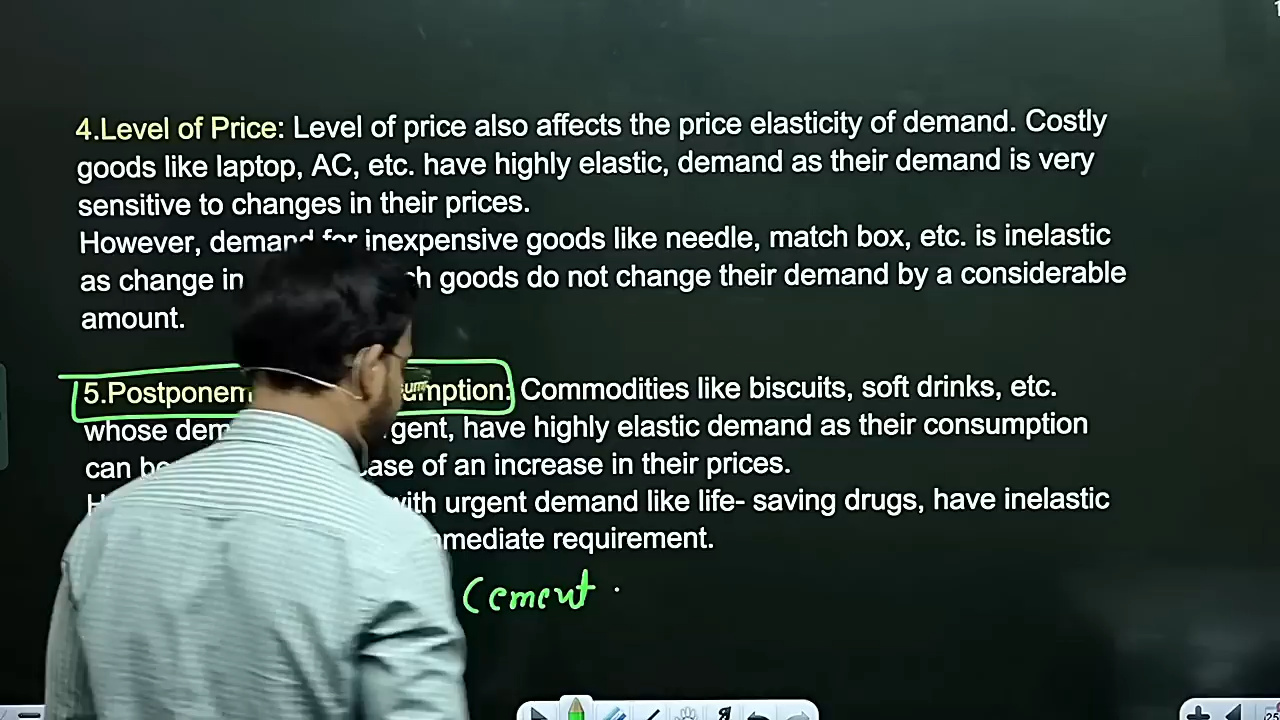 4.Level of Price: Level of price also affects the price elasticity of demand. Costly
goods like laptop, AC, etc. have highly elastic, demand as their demand is very
sensitive to changes in their prices.
However, demand for inexpensive goods like needle, match box, etc. is inelastic
as change in goods do not change their demand by a considerable
amount.
5.Postponem umption: Commodities like biscuits, soft drinks, etc.
whose dem gent, have highly elastic demand as their consumption
can be case of an increase in their prices.
with urgent demand like life- saving drugs, have inelastic
mmediate requirement.
Cement